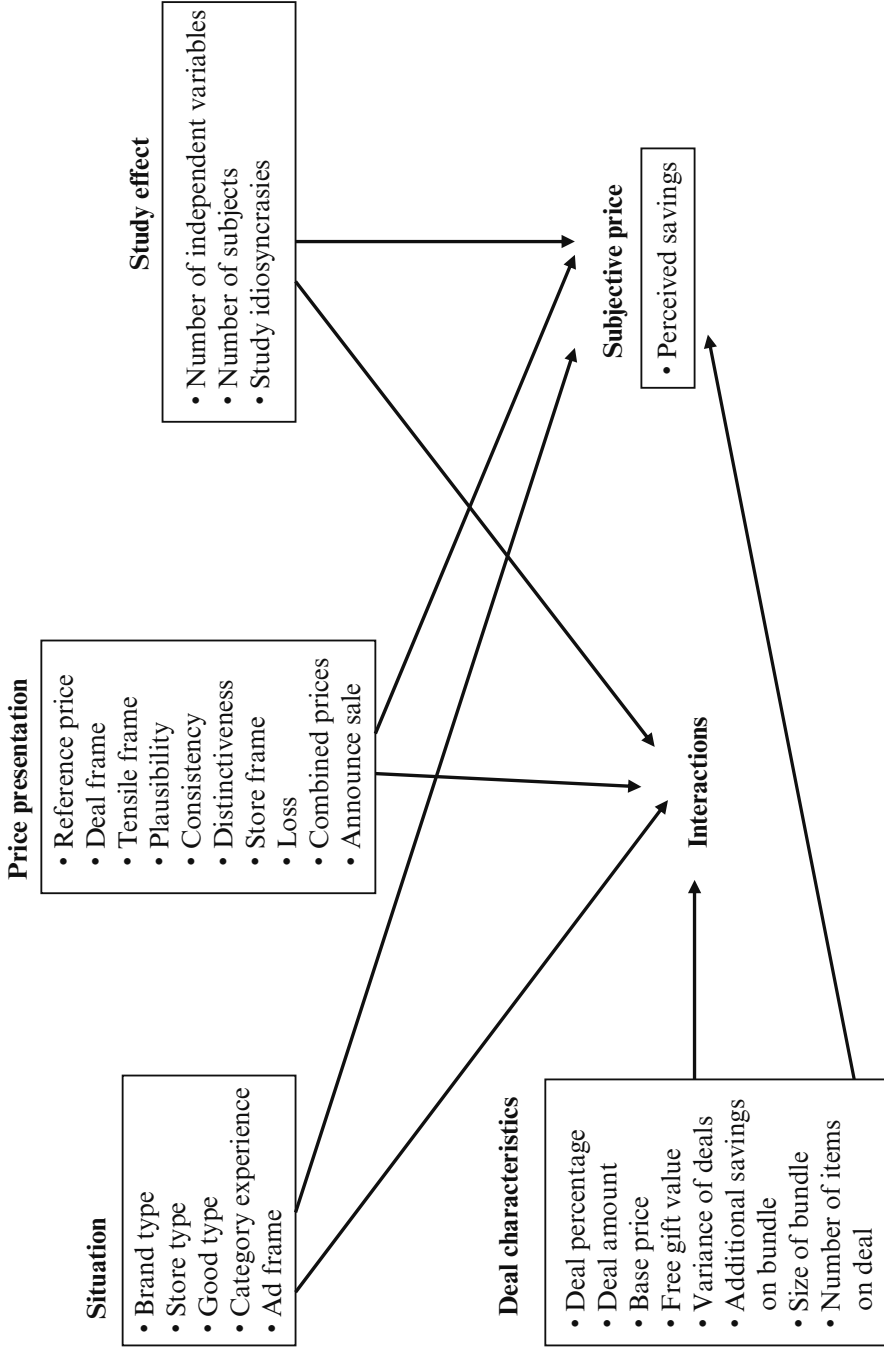 Situation
• Brand type
• Store type
• Good type
• Category experience
• Ad frame
Price presentation
• Reference price
• Deal frame
• Tensile frame
• Plausibility
• Consistency
• Distinctiveness
• Store frame
• Loss
• Combined prices
• Announce sale
Study effect
• Number of independent variables
• Number of subjects
• Study idiosyncrasies
Deal characteristics
• Deal percentage
• Deal amount
• Base price
• Free gift value
• Variance of deals
• Additional savings
on bundle
• Size of bundle
• Number of items
on deal
Interactions
Subjective price
• Perceived savings